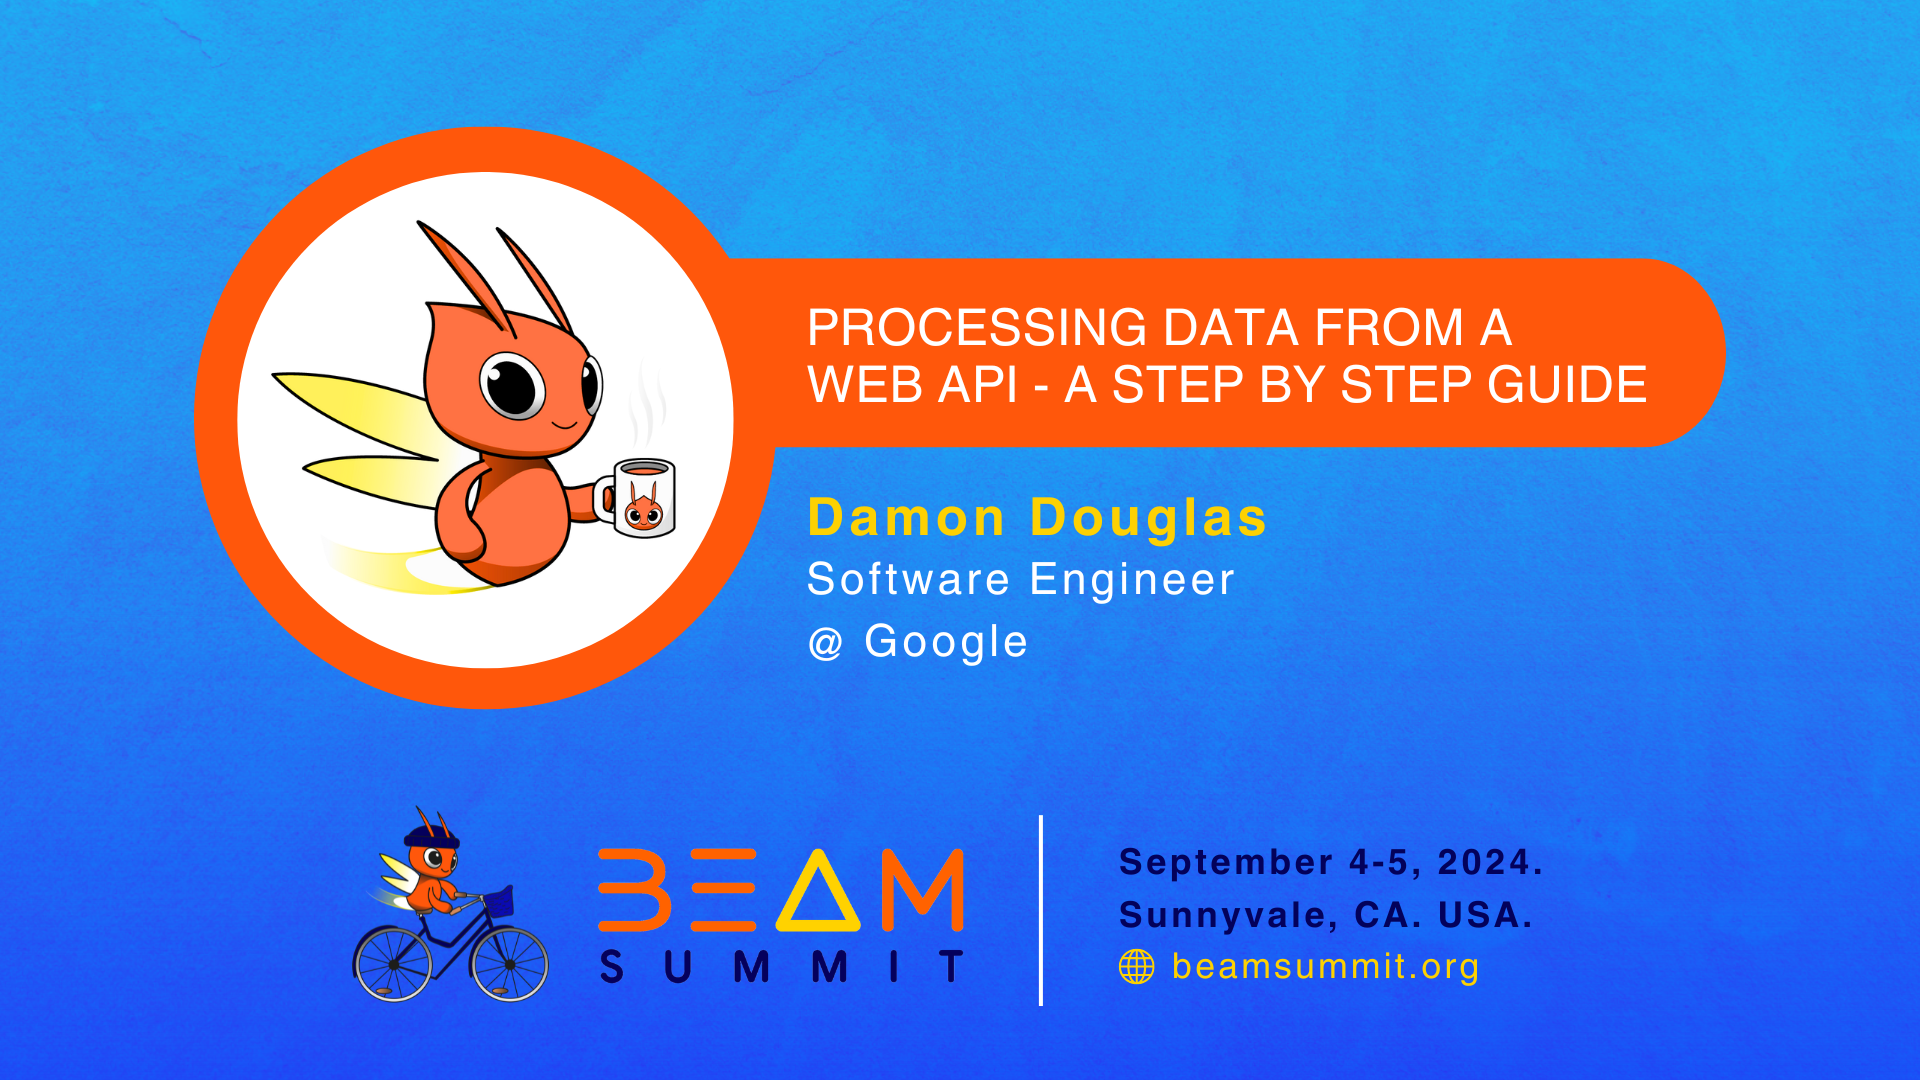 PROCESSING DATA FROM A
WEB API - A STEP BY STEP GUIDE
Damon Douglas
Software Engineer
@ Google
BEAM
SUMMIT
September 4-5, 2024.
Sunnyvale, CA. USA.
beamsummit.org